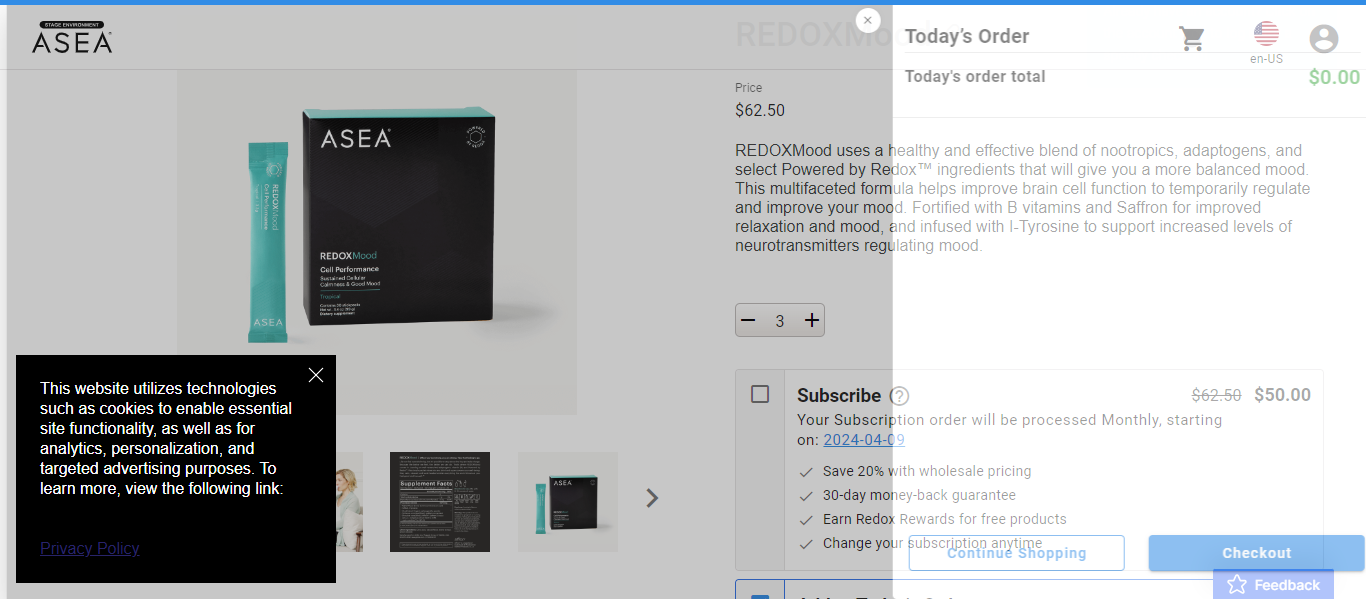 STAGE ENVIRONMENT
ASEA
REDOXMoo
Today's Order
en-US
Today's order total
$0.00
Price
$62.50
REDOXMood uses a healthy and effective blend of nootropics, adaptogens, and
select Powered by Redox™ ingredients that will give you a more balanced mood.
This multifaceted formula helps improve brain cell function to temporarily regulate
and improve your mood. Fortified with B vitamins and Saffron for improved
relaxation and mood, and infused with l-Tyrosine to support increased levels of
neurotransmitters regulating mood.
ASEA
REDOXMood
Cell Performance
Sustained Cellular
Calmness & Good Mood
Tropical
Dietary supplement
REDOXMood
Cell Performance
ASEA
3
Subscribe
$62.50 $50.00
Your Subscription order will be processed Monthly, starting
on: 2024-04-09
Save 20% with wholesale pricing
30-day money-back guarantee
Earn Redox Rewards for free products
Change your subscription anytime
Continue Shopping
Checkout
Feedback
This website utilizes technologies
such as cookies to enable essential
site functionality, as well as for
analytics, personalization, and
targeted advertising purposes. To
learn more, view the following link:
Privacy Policy
Supplement Facts
ASEA